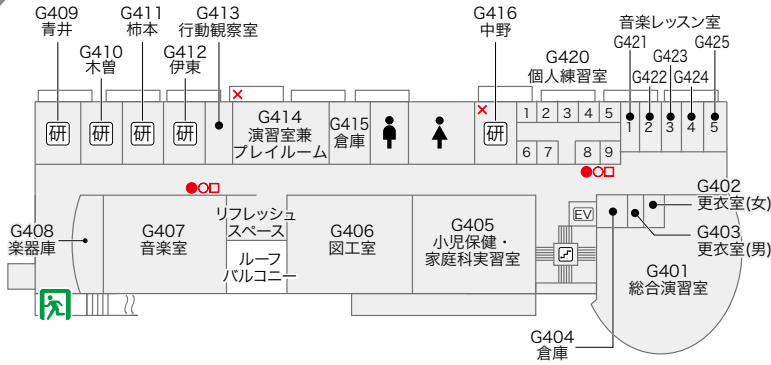 G409
青井
G410
木曽
G411
柿本
G412
伊東
G413
行動観察室
G416
中野
G420
個人練習室
音楽レッスン室
G421
G422
G423
G424
G425
研
研
研
研
G414
演習室兼
プレイルーム
G415
倉庫
研
1 2 3 4 5
6 7 8 9
1 2 3 4 5
G408
楽器庫
G407
音楽室
リフレッシュ
スペース
ルーフ
バルコニー
G406
図工室
G405
小児保健・
家庭科実習室
EV
G402
更衣室(女)
G403
更衣室(男)
G401
総合演習室
G404
倉庫